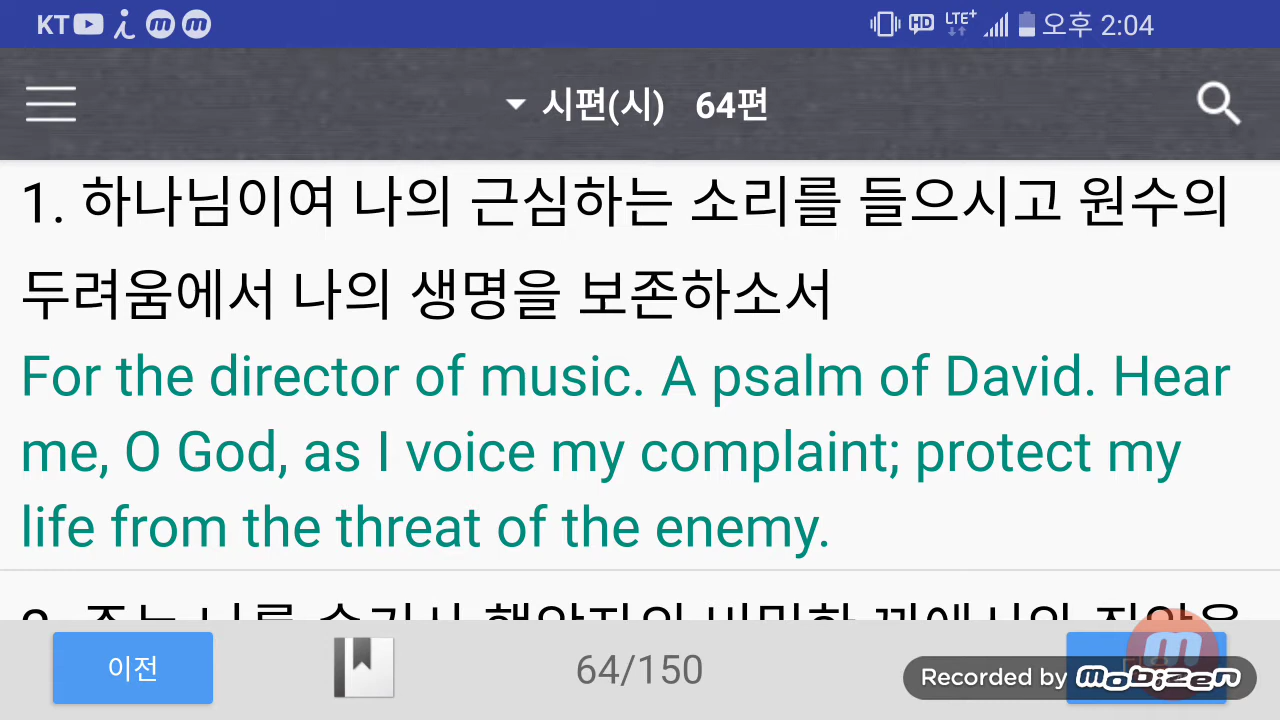 KT HD LTE+ 오후 2:04
시편(시) 64편
1. 하나님이여 나의 근심하는 소리를 들으시고 원수의
두려움에서 나의 생명을 보존하소서
For the director of music. A psalm of David. Hear
me, O God, as I voice my complaint; protect my
life from the threat of the enemy.
이전 64/150
Recorded by mobizen